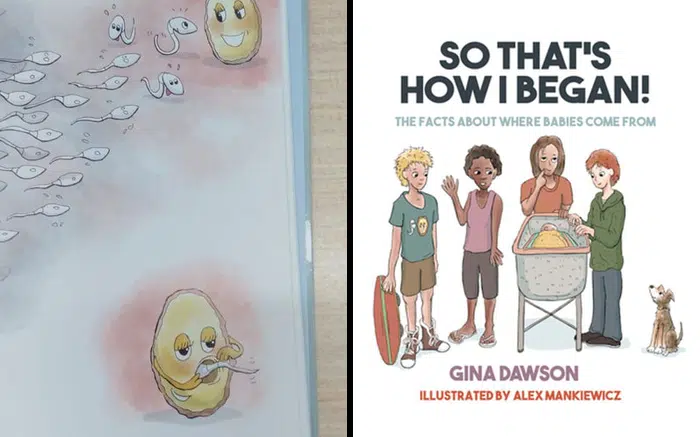 SO THAT'S
HOW I BEGAN!
THE FACTS ABOUT WHERE BABIES COME FROM
GINA DAWSON
ILLUSTRATED BY ALEX MANKIEWICZ